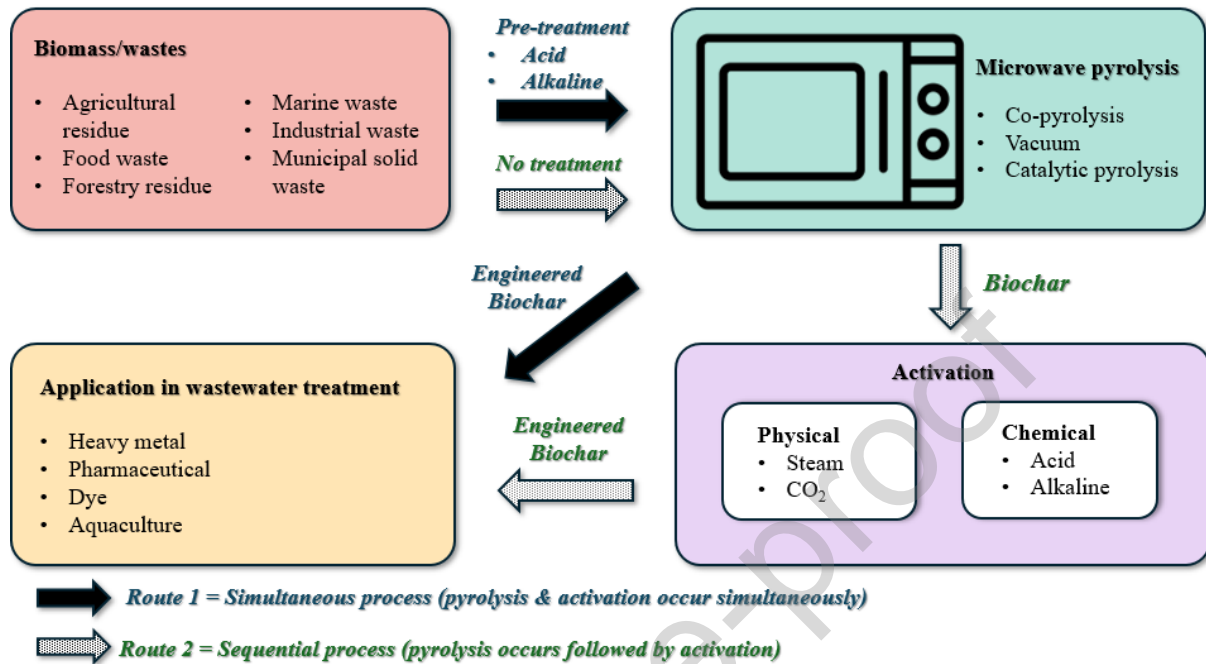 Biomass/wastes
• Agricultural
residue
• Food waste
• Forestry residue
• Marine waste
• Industrial waste
• Municipal solid
waste
Pre-treatment
• Acid
• Alkaline
No treatment
Microwave pyrolysis
• Co-pyrolysis
• Vacuum
• Catalytic pyrolysis
Engineered
Biochar
Biochar
Application in wastewater treatment
• Heavy metal
• Pharmaceutical
• Dye
• Aquaculture
Engineered
Biochar
Activation
Physical
• Steam
• CO₂
Chemical
• Acid
• Alkaline
Route 1 = Simultaneous process (pyrolysis & activation occur simultaneously)
Route 2 = Sequential process (pyrolysis occurs followed by activation)
e-proof